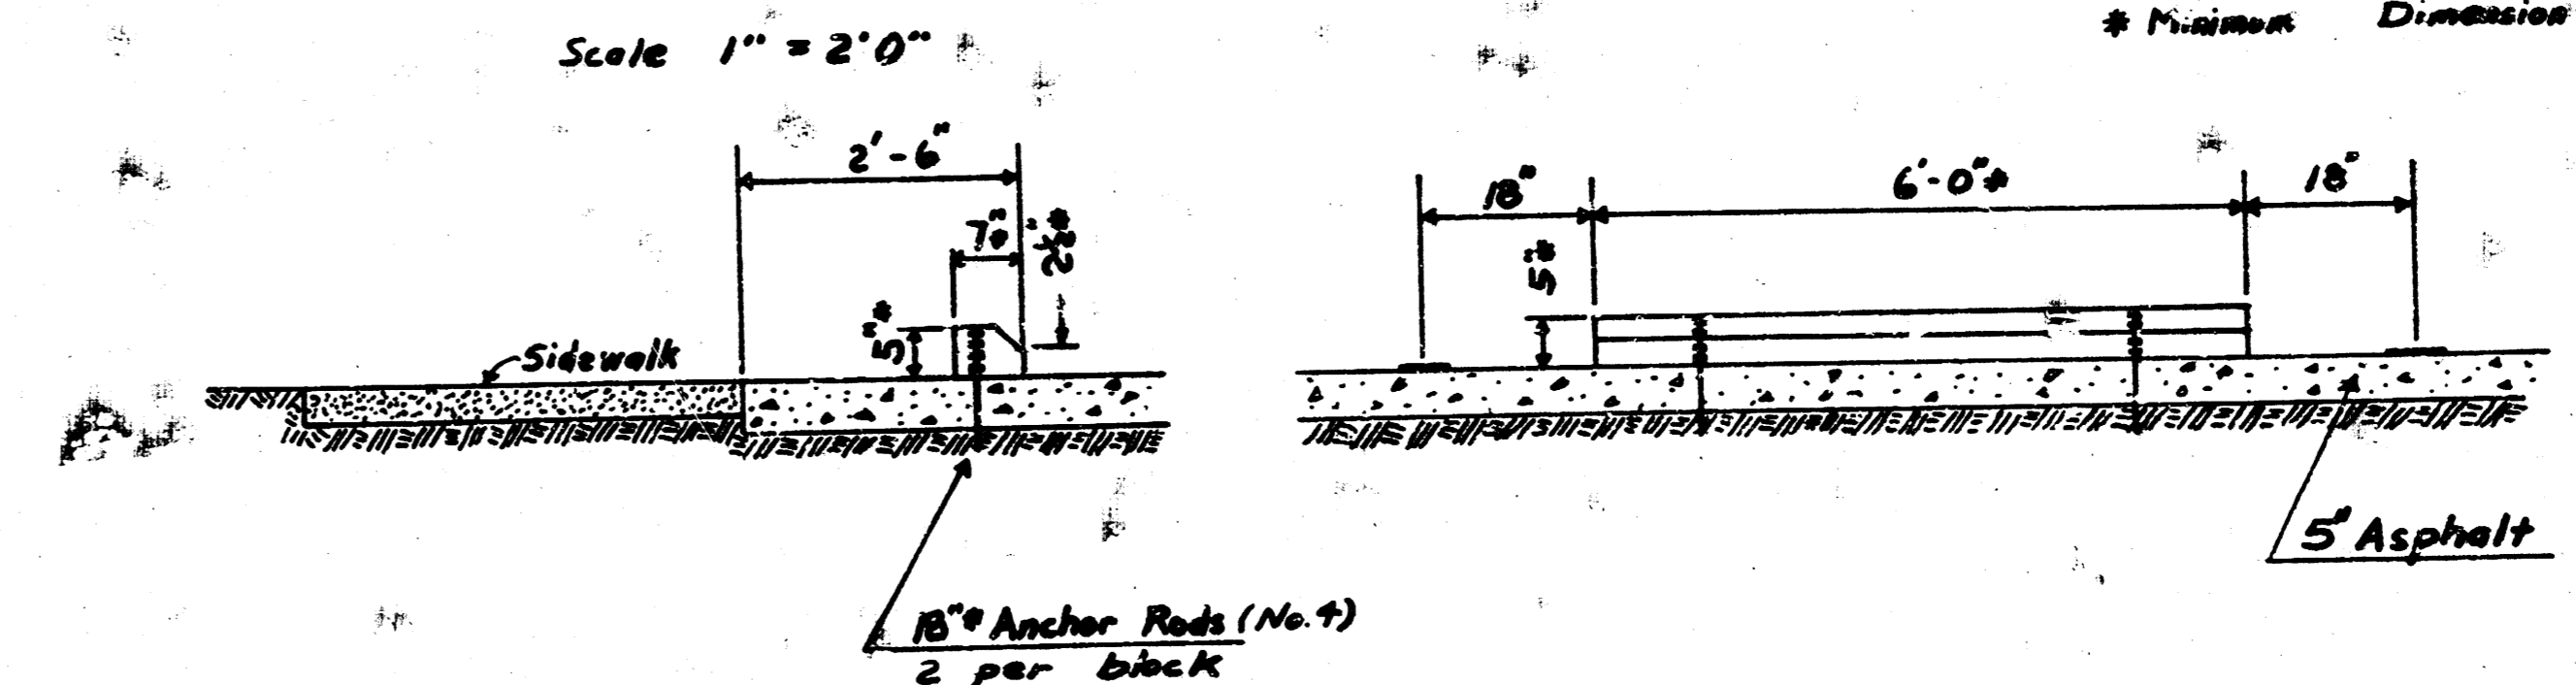 * Minimum Dimension
Scale 1" = 2'0"
2'-6"
7"*
2½"*
5"*
Sidewalk
18"
6'-0"*
18"
5"*
5" Asphalt
18"* Anchor Rods (No. 4)
2 per block